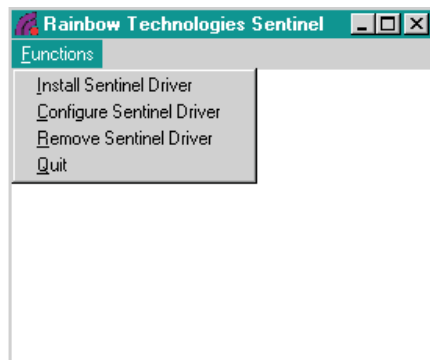 Rainbow Technologies Sentinel
Functions
Install Sentinel Driver
Configure Sentinel Driver
Remove Sentinel Driver
Quit